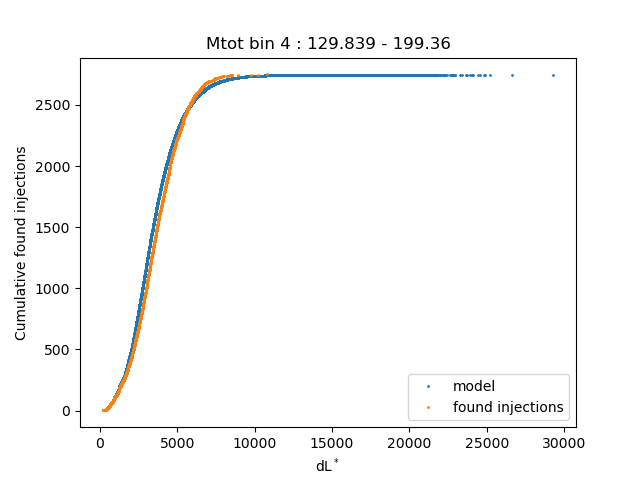 Mtot bin 4 : 129.839 - 199.36
Cumulative found injections
2500
2000
1500
1000
500
0
0 5000 10000 15000 20000 25000 30000
dL*
model
found injections